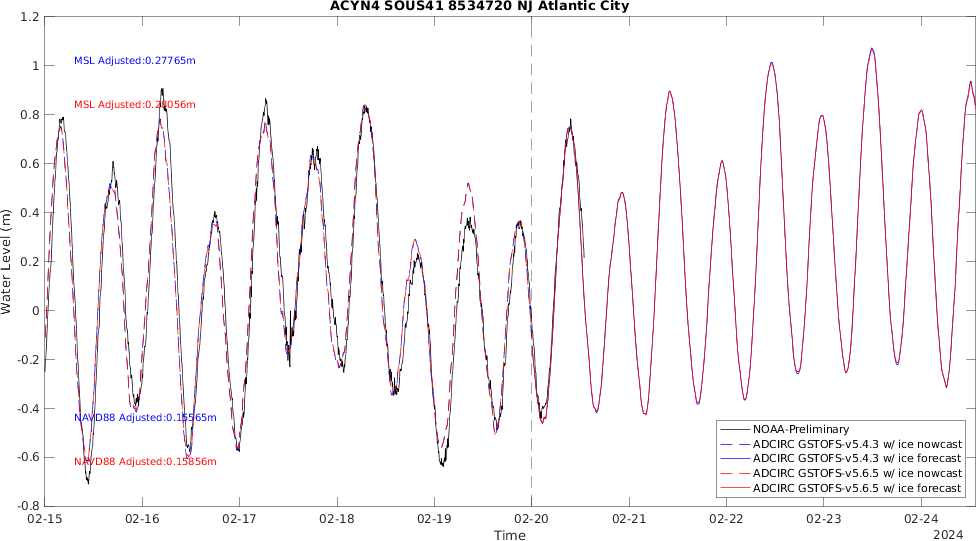 ACYN4 SOUS41 8534720 NJ Atlantic City
1.2
1
0.8
0.6
0.4
0.2
0
-0.2
-0.4
-0.6
-0.8
Water Level (m)
MSL Adjusted:0.27765m
MSL Adjusted:0.28056m
NAVD88 Adjusted:0.15565m
NAVD88 Adjusted:0.15856m
NOAA-Preliminary
ADCIRC GSTOFS-v5.4.3 w/ ice nowcast
ADCIRC GSTOFS-v5.4.3 w/ ice forecast
ADCIRC GSTOFS-v5.6.5 w/ ice nowcast
ADCIRC GSTOFS-v5.6.5 w/ ice forecast
02-15 02-16 02-17 02-18 02-19 02-20 02-21 02-22 02-23 02-24
Time
2024